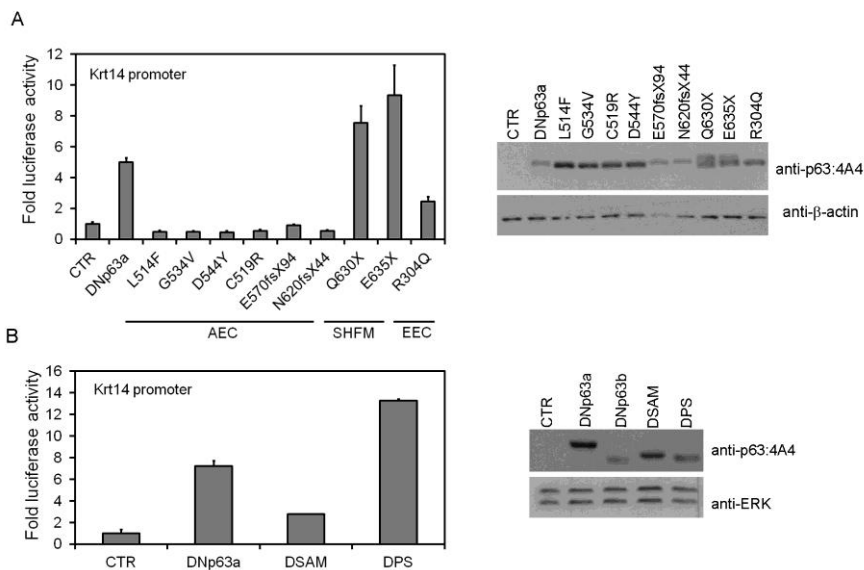 A
Krt14 promoter
Fold luciferase activity
12
10
8
6
4
2
0
CTR
DNp63a
L514F
G534V
D544Y
C519R
E570fsX94
N620fsX44
Q630X
E635X
R304Q
AEC
SHFM
EEC
CTR
DNp63a
L514F
G534V
C519R
D544Y
E570fsX94
N620fsX44
Q630X
E635X
R304Q
anti-p63:4A4
anti-β-actin
B
Krt14 promoter
Fold luciferase activity
16
14
12
10
8
6
4
2
0
CTR
DNp63a
DSAM
DPS
CTR
DNp63a
DNp63b
DSAM
DPS
anti-p63:4A4
anti-ERK